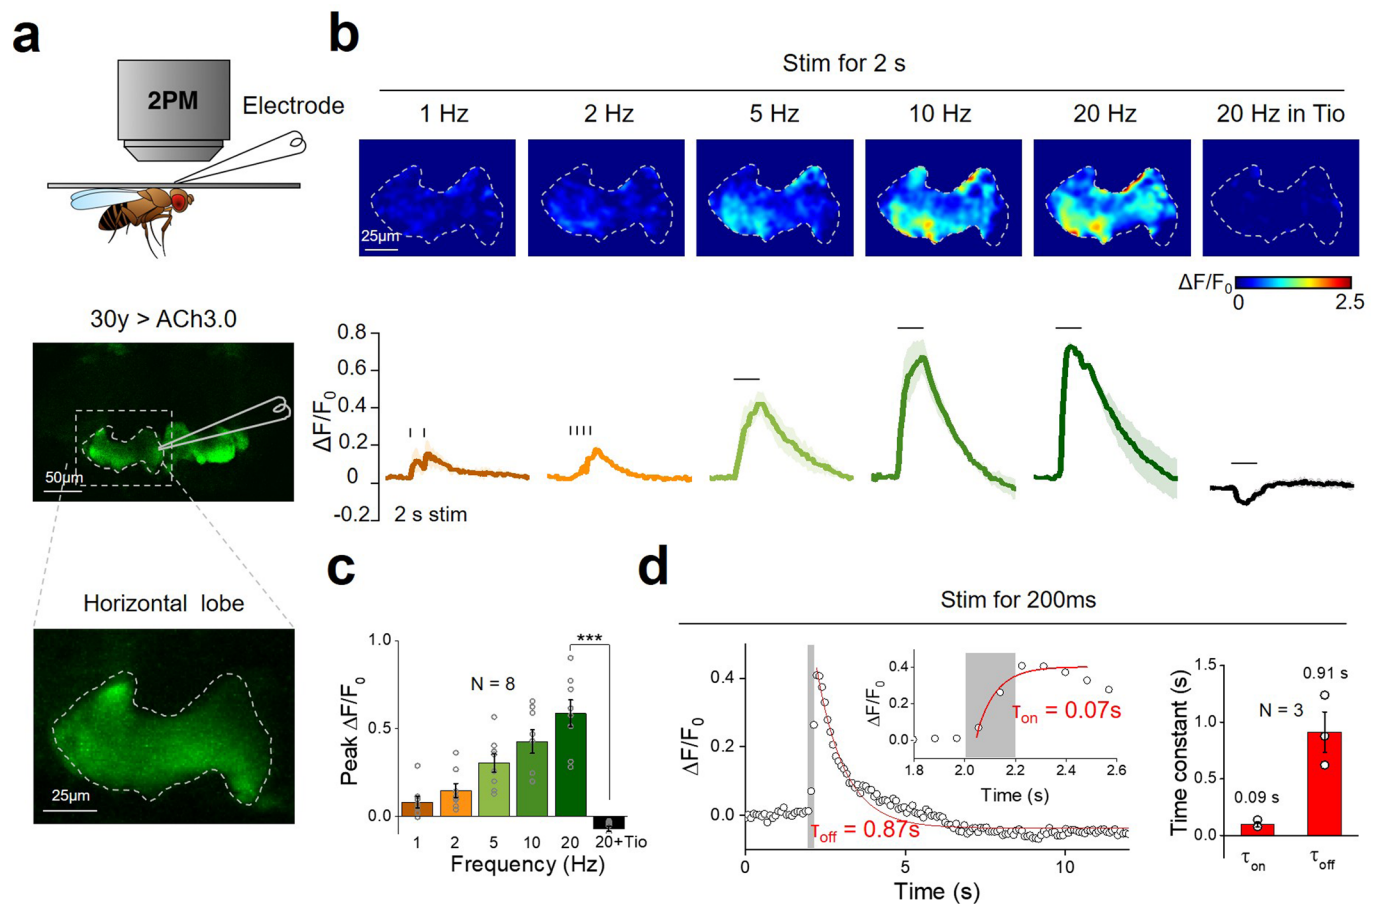 a
2PM
Electrode
30y > ACh3.0
50μm
Horizontal lobe
25μm
b
Stim for 2 s
1 Hz
2 Hz
5 Hz
10 Hz
20 Hz
20 Hz in Tio
25μm
ΔF/F0
0
2.5
ΔF/F0
0.8
0.6
0.4
0.2
0
-0.2
2 s stim
c
Peak ΔF/F0
1.0
0.5
0.0
N = 8
***
1
2
5
10
20
20+Tio
Frequency (Hz)
d
Stim for 200ms
ΔF/F0
0.4
0.2
0.0
τoff = 0.87s
0
5
10
Time (s)
ΔF/F0
0.4
0.2
0.0
τon = 0.07s
1.8
2.0
2.2
2.4
2.6
Time (s)
Time constant (s)
1.5
1.0
0.5
0.0
0.91 s
N = 3
0.09 s
τon
τoff